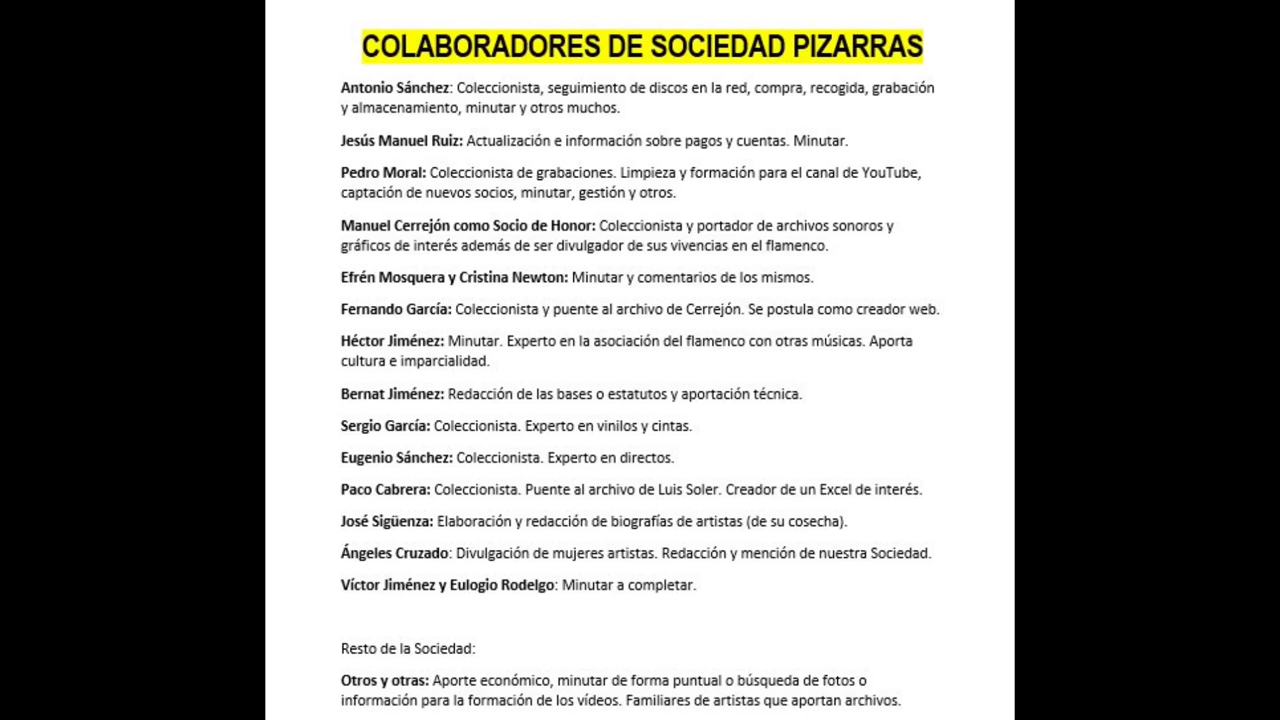 COLABORADORES DE SOCIEDAD PIZARRAS
Antonio Sánchez: Coleccionista, seguimiento de discos en la red, compra, recogida, grabación
y almacenamiento, minutar y otros muchos.
Jesús Manuel Ruiz: Actualización e información sobre pagos y cuentas. Minutar.
Pedro Moral: Coleccionista de grabaciones. Limpieza y formación para el canal de YouTube,
captación de nuevos socios, minutar, gestión y otros.
Manuel Cerrejón como Socio de Honor: Coleccionista y portador de archivos sonoros y
gráficos de interés además de ser divulgador de sus vivencias en el flamenco.
Efrén Mosquera y Cristina Newton: Minutar y comentarios de los mismos.
Fernando García: Coleccionista y puente al archivo de Cerrejón. Se postula como creador web.
Héctor Jiménez: Minutar. Experto en la asociación del flamenco con otras músicas. Aporta
cultura e imparcialidad.
Bernat Jiménez: Redacción de las bases o estatutos y aportación técnica.
Sergio García: Coleccionista. Experto en vinilos y cintas.
Eugenio Sánchez: Coleccionista. Experto en directos.
Paco Cabrera: Coleccionista. Puente al archivo de Luis Soler. Creador de un Excel de interés.
José Sigüenza: Elaboración y redacción de biografías de artistas (de su cosecha).
Ángeles Cruzado: Divulgación de mujeres artistas. Redacción y mención de nuestra Sociedad.
Víctor Jiménez y Eulogio Rodelgo: Minutar a completar.
Resto de la Sociedad:
Otros y otras: Aporte económico, minutar de forma puntual o búsqueda de fotos o
información para la formación de los vídeos. Familiares de artistas que aportan archivos.